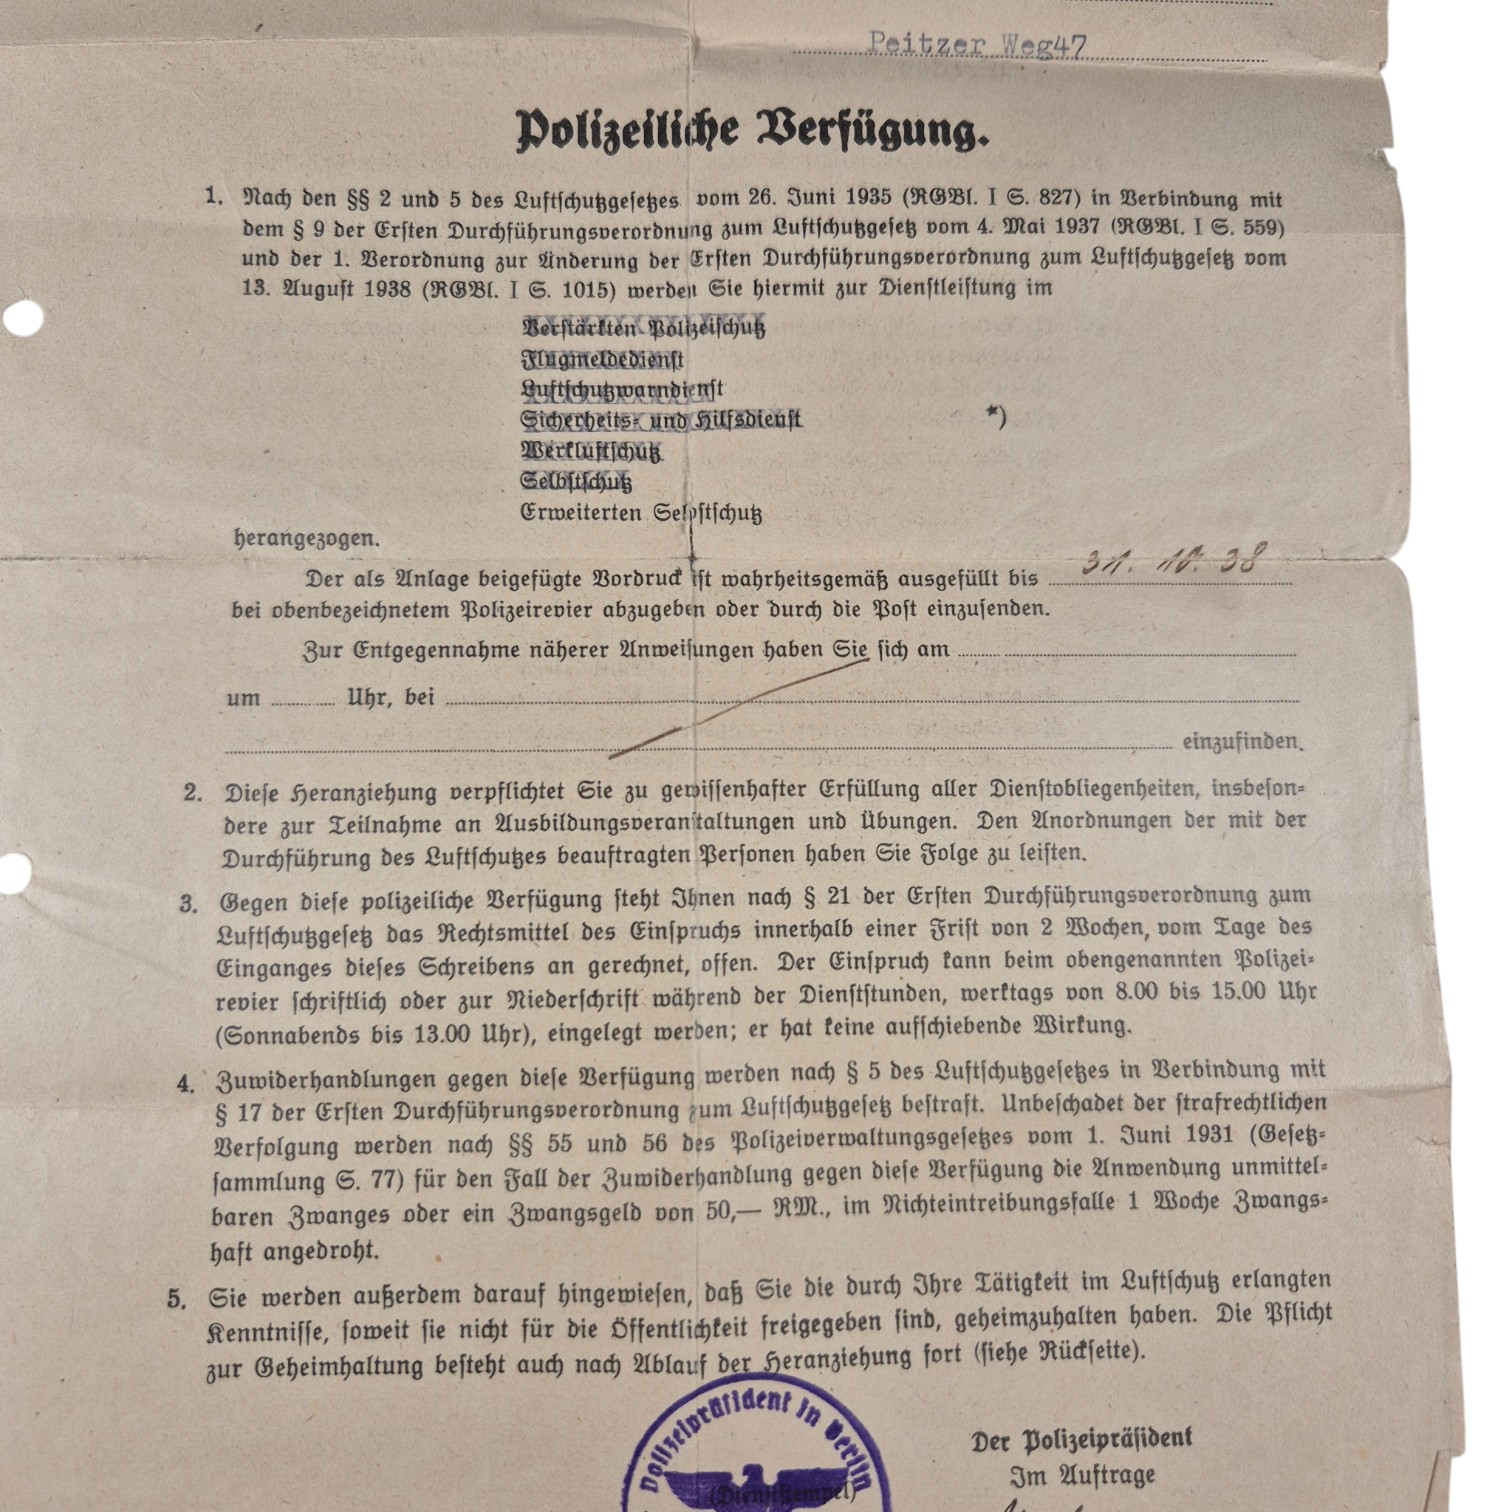 Peitzer Weg47
Polizeiliche Verfügung.
1. Nach den §§ 2 und 5 des Luftschutzgesetzes vom 26. Juni 1935 (RGBl. I S. 827) in Verbindung mit
dem § 9 der Ersten Durchführungsverordnung zum Luftschutzgesetz vom 4. Mai 1937 (RGBl. I S. 559)
und der 1. Verordnung zur Änderung der Ersten Durchführungsverordnung zum Luftschutzgesetz vom
13. August 1938 (RGBl. I S. 1015) werden Sie hiermit zur Dienstleistung im
Verstärkten Polizeischutz
Flugmeldedienst
Luftschutzwarndienst
Sicherheits- und Hilfsdienst *)
Werkluftschutz
Selbstschutz
Erweiterten Selbstschutz
herangezogen.
Der als Anlage beigefügte Vordruck ist wahrheitsgemäß ausgefüllt bis 31. 10. 38
bei obenbezeichnetem Polizeirevier abzugeben oder durch die Post einzusenden.
Zur Entgegennahme näherer Anweisungen haben Sie sich am
um Uhr, bei
einzufinden.
2. Diese Heranziehung verpflichtet Sie zu gewissenhafter Erfüllung aller Dienstobliegenheiten, insbeson-
dere zur Teilnahme an Ausbildungsveranstaltungen und Übungen. Den Anordnungen der mit der
Durchführung des Luftschutzes beauftragten Personen haben Sie Folge zu leisten.
3. Gegen diese polizeiliche Verfügung steht Ihnen nach § 21 der Ersten Durchführungsverordnung zum
Luftschutzgesetz das Rechtsmittel des Einspruchs innerhalb einer Frist von 2 Wochen, vom Tage des
Einganges dieses Schreibens an gerechnet, offen. Der Einspruch kann beim obengenannten Polizei-
revier schriftlich oder zur Niederschrift während der Dienststunden, werktags von 8.00 bis 15.00 Uhr
(Sonnabends bis 13.00 Uhr), eingelegt werden; er hat keine aufschiebende Wirkung.
4. Zuwiderhandlungen gegen diese Verfügung werden nach § 5 des Luftschutzgesetzes in Verbindung mit
§ 17 der Ersten Durchführungsverordnung zum Luftschutzgesetz bestraft. Unbeschadet der strafrechtlichen
Verfolgung werden nach §§ 55 und 56 des Polizeiverwaltungsgesetzes vom 1. Juni 1931 (Gesetz-
sammlung S. 77) für den Fall der Zuwiderhandlung gegen diese Verfügung die Anwendung unmittel-
baren Zwanges oder ein Zwangsgeld von 50,— RM., im Nichteintreibungsfalle 1 Woche Zwangs-
haft angedroht.
5. Sie werden außerdem darauf hingewiesen, daß Sie die durch Ihre Tätigkeit im Luftschutz erlangten
Kenntnisse, soweit sie nicht für die Öffentlichkeit freigegeben sind, geheimzuhalten haben. Die Pflicht
zur Geheimhaltung besteht auch nach Ablauf der Heranziehung fort (siehe Rückseite).
Polizeipräsident in Berlin
Der Polizeipräsident
Im Auftrage
(Dienststempel)